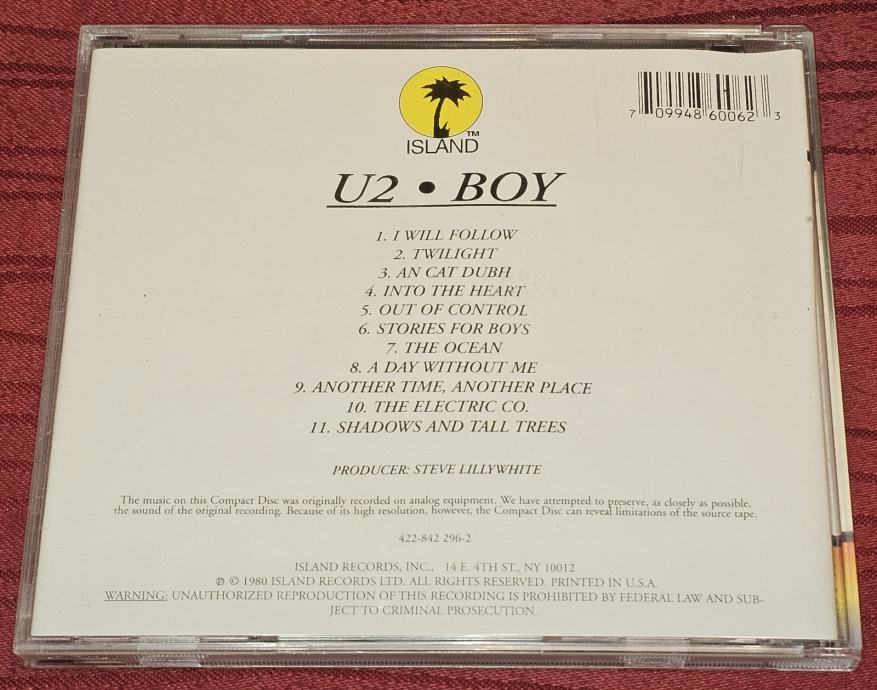 TM
ISLAND
7 09948 60062 3
U2 • BOY
1. I WILL FOLLOW
2. TWILIGHT
3. AN CAT DUBH
4. INTO THE HEART
5. OUT OF CONTROL
6. STORIES FOR BOYS
7. THE OCEAN
8. A DAY WITHOUT ME
9. ANOTHER TIME, ANOTHER PLACE
10. THE ELECTRIC CO.
11. SHADOWS AND TALL TREES
PRODUCER: STEVE LILLYWHITE
The music on this Compact Disc was originally recorded on analog equipment. We have attempted to preserve, as closely as possible,
the sound of the original recording. Because of its high resolution, however, the Compact Disc can reveal limitations of the source tape.
422-842 296-2
ISLAND RECORDS, INC., 14 E. 4TH ST., NY 10012
℗ © 1980 ISLAND RECORDS LTD. ALL RIGHTS RESERVED. PRINTED IN U.S.A.
WARNING: UNAUTHORIZED REPRODUCTION OF THIS RECORDING IS PROHIBITED BY FEDERAL LAW AND SUB-
JECT TO CRIMINAL PROSECUTION.